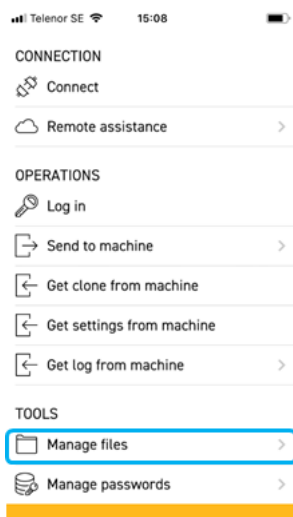 Telenor SE 15:08
CONNECTION
Connect
Remote assistance
OPERATIONS
Log in
Send to machine
Get clone from machine
Get settings from machine
Get log from machine
TOOLS
Manage files
Manage passwords